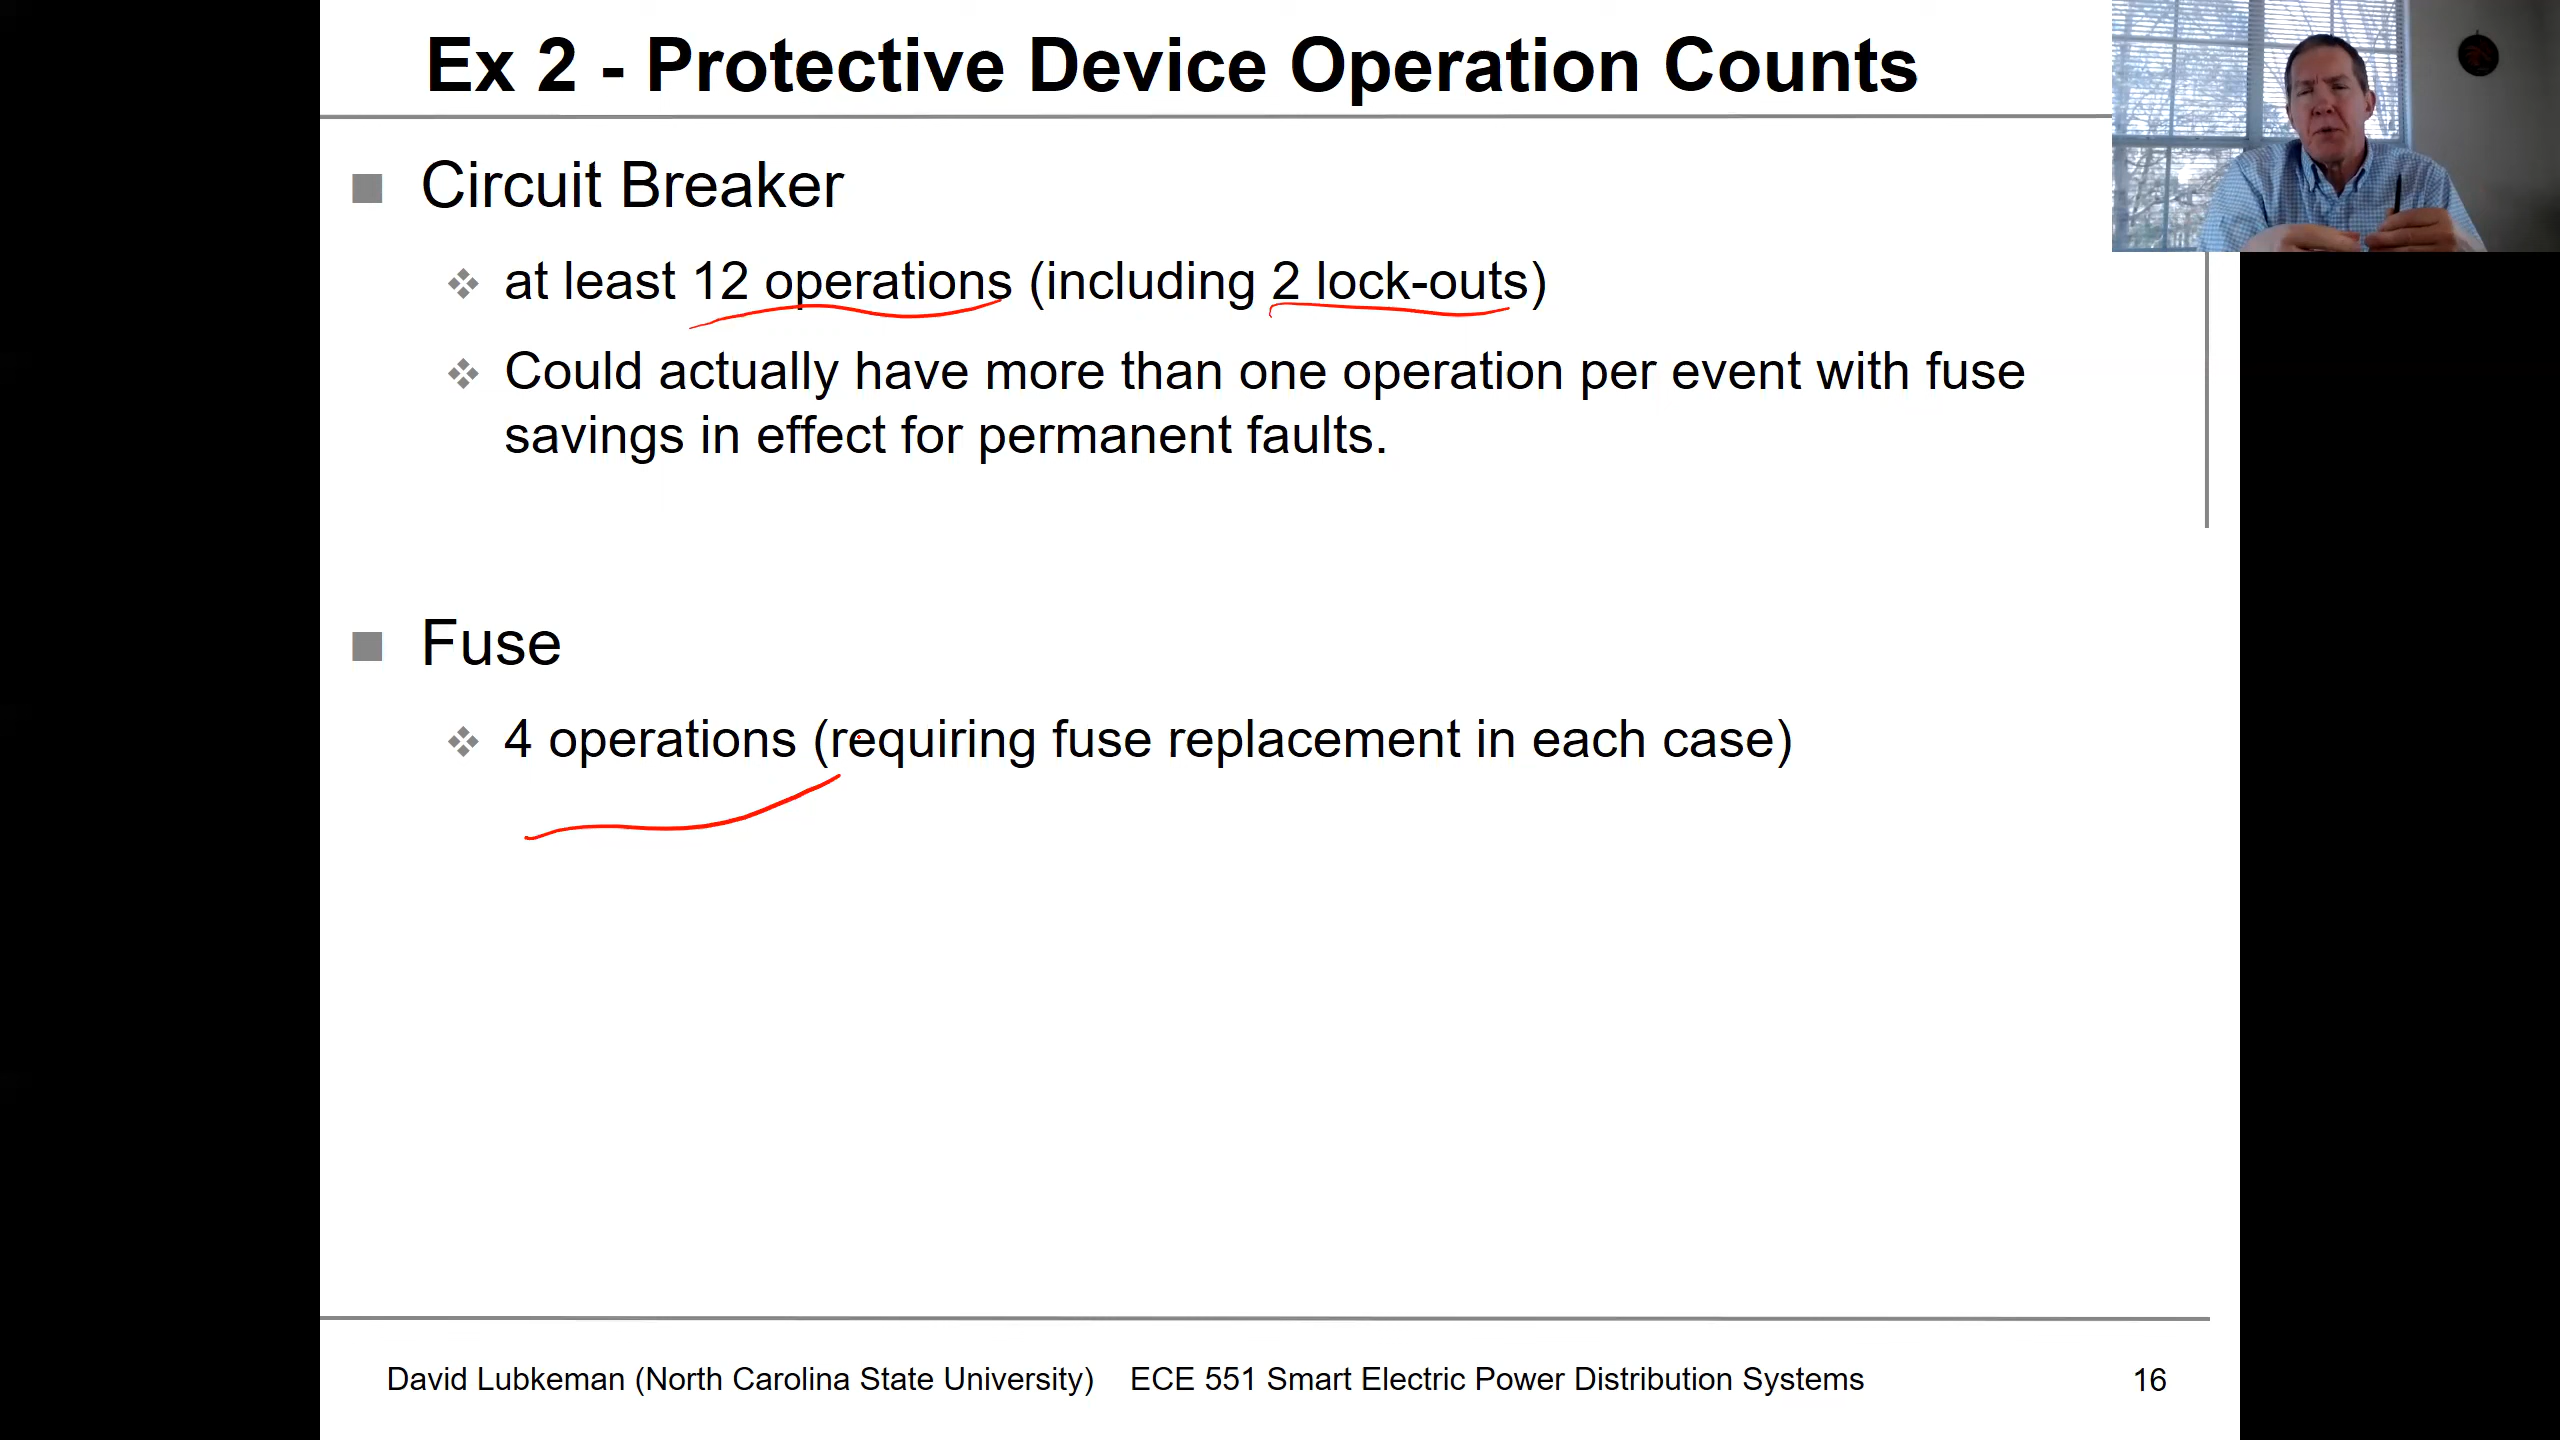 Ex 2 - Protective Device Operation Counts
Circuit Breaker
at least 12 operations (including 2 lock-outs)
Could actually have more than one operation per event with fuse
savings in effect for permanent faults.
Fuse
4 operations (requiring fuse replacement in each case)
David Lubkeman (North Carolina State University) ECE 551 Smart Electric Power Distribution Systems 16